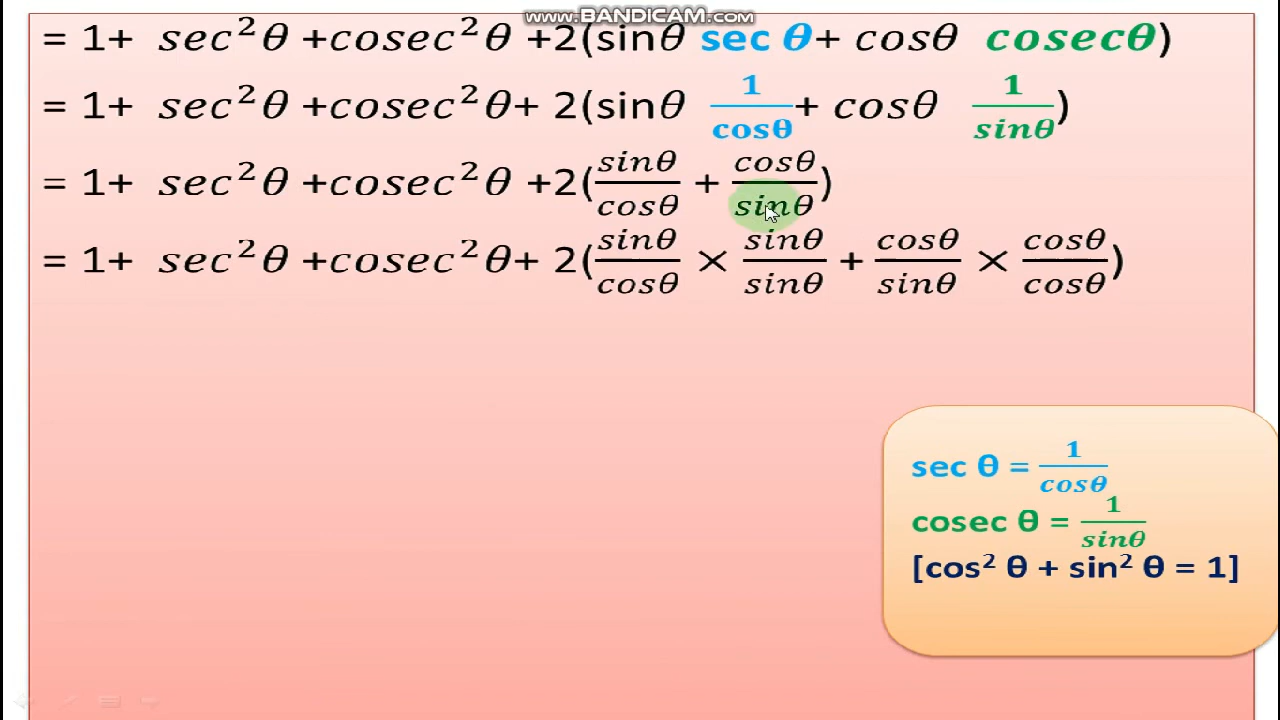 www.BANDICAM.com
= 1+ sec²θ +cosec²θ +2(sinθ sec θ+ cosθ cosecθ)
= 1+ sec²θ +cosec²θ+ 2(sinθ 1/cosθ+ cosθ 1/sinθ)
= 1+ sec²θ +cosec²θ +2(sinθ/cosθ + cosθ/sinθ)
= 1+ sec²θ +cosec²θ+ 2(sinθ/cosθ × sinθ/sinθ + cosθ/sinθ × cosθ/cosθ)
sec θ = 1/cosθ
cosec θ = 1/sinθ
[cos² θ + sin² θ = 1]